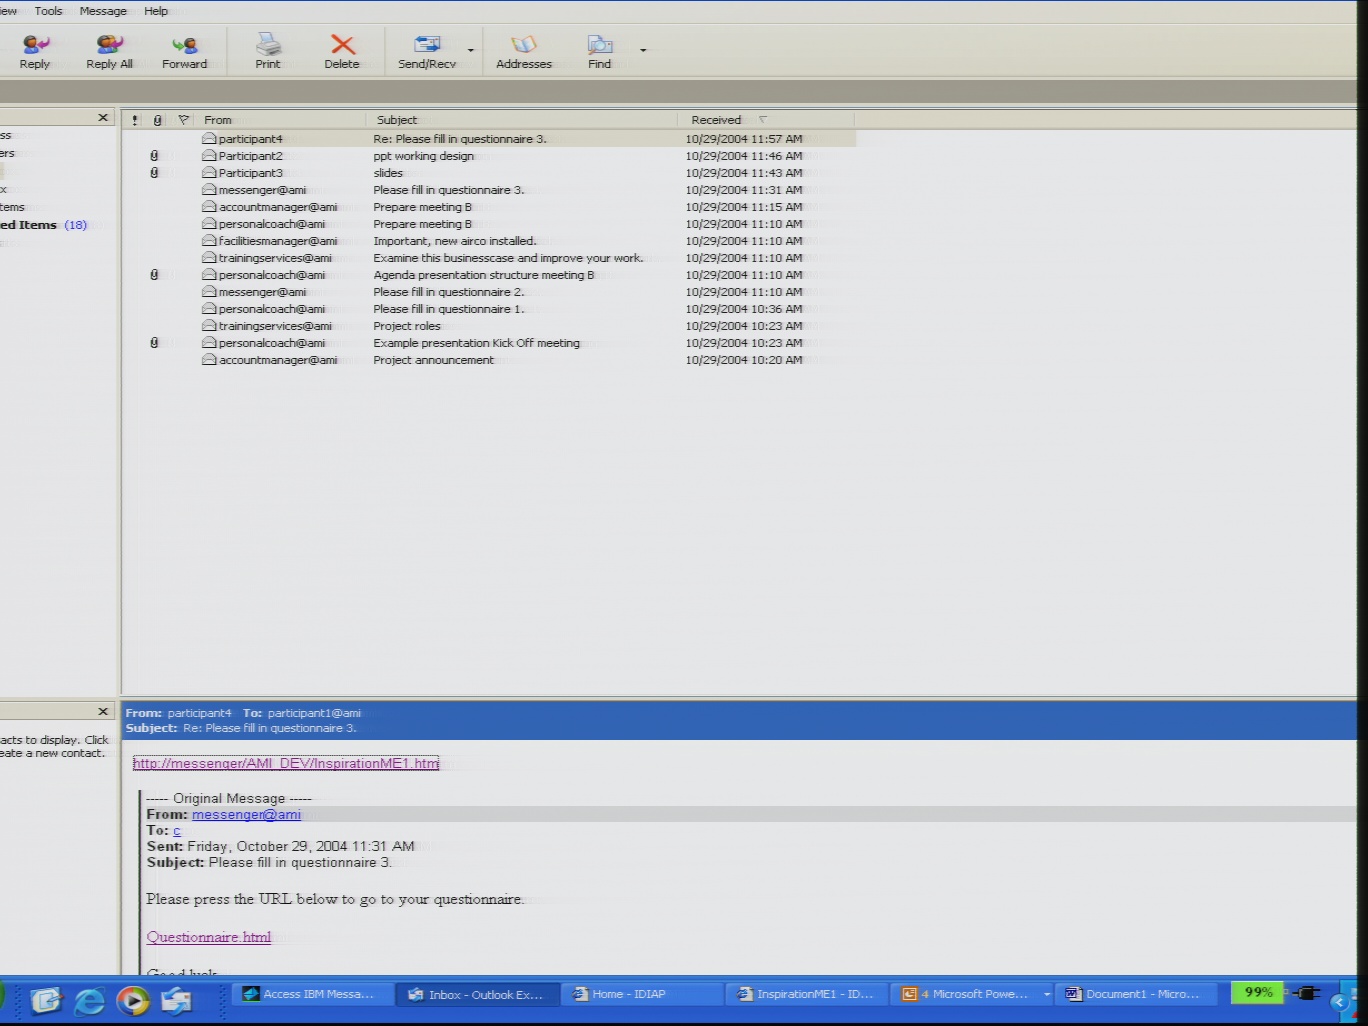 Tools Message Help
Reply Reply All Forward Print Delete Send/Recv Addresses Find
From Subject Received
participant4 Re: Please fill in questionnaire 3. 10/29/2004 11:57 AM
Participant2 ppt working design 10/29/2004 11:46 AM
Participant3 slides 10/29/2004 11:43 AM
messenger@ami Please fill in questionnaire 3. 10/29/2004 11:31 AM
accountmanager@ami Prepare meeting B 10/29/2004 11:15 AM
personalcoach@ami Prepare meeting B 10/29/2004 11:10 AM
facilitiesmanager@ami Important, new airco installed. 10/29/2004 11:10 AM
trainingservices@ami Examine this businesscase and improve your work. 10/29/2004 11:10 AM
personalcoach@ami Agenda presentation structure meeting B 10/29/2004 11:10 AM
messenger@ami Please fill in questionnaire 2. 10/29/2004 11:10 AM
personalcoach@ami Please fill in questionnaire 1. 10/29/2004 10:36 AM
trainingservices@ami Project roles 10/29/2004 10:23 AM
personalcoach@ami Example presentation Kick Off meeting 10/29/2004 10:23 AM
accountmanager@ami Project announcement 10/29/2004 10:20 AM
ed Items (18)
acts to display. Click
eate a new contact.
From: participant4 To: participant1@ami
Subject: Re: Please fill in questionnaire 3.
http://messenger/AMI_DEV/InspirationME1.htm
----- Original Message -----
From: messenger@ami
To: c
Sent: Friday, October 29, 2004 11:31 AM
Subject: Please fill in questionnaire 3.
Please press the URL below to go to your questionnaire.
Questionnaire.html
Good luck
Access IBM Messa... Inbox - Outlook Ex... Home - IDIAP InspirationME1 - ID... 4 Microsoft Powe... Document1 - Micro... 99%